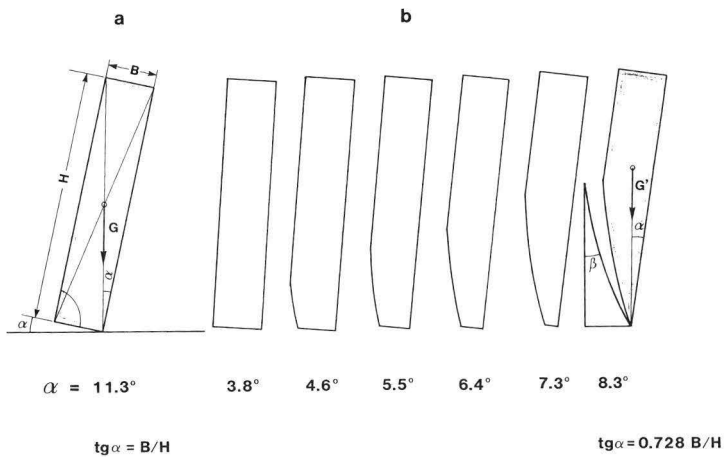 a
b
B
H
G
α
α
G'
α
β
α = 11.3° 3.8° 4.6° 5.5° 6.4° 7.3° 8.3°
tgα = B/H
tgα = 0.728 B/H